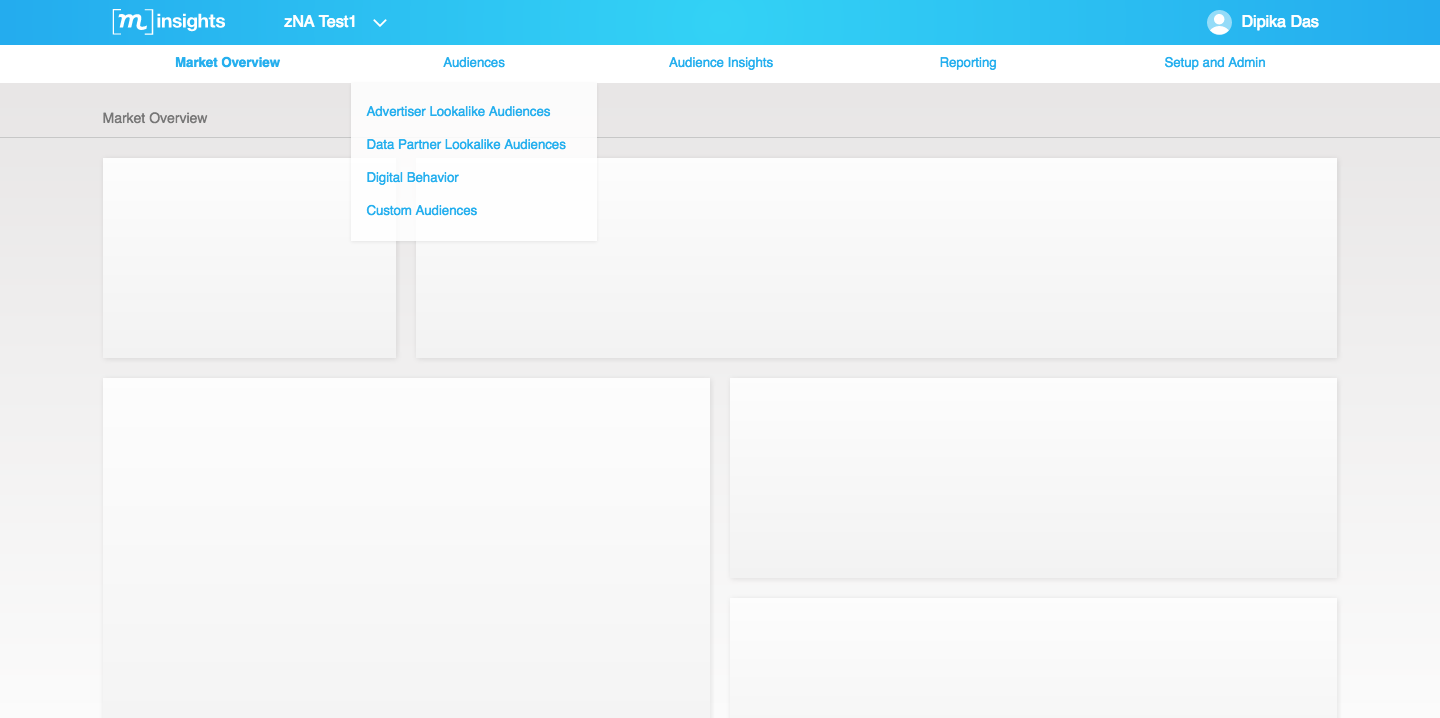 [m] insights
zNA Test1
Dipika Das
Market Overview
Audiences
Audience Insights
Reporting
Setup and Admin
Advertiser Lookalike Audiences
Data Partner Lookalike Audiences
Digital Behavior
Custom Audiences
Market Overview